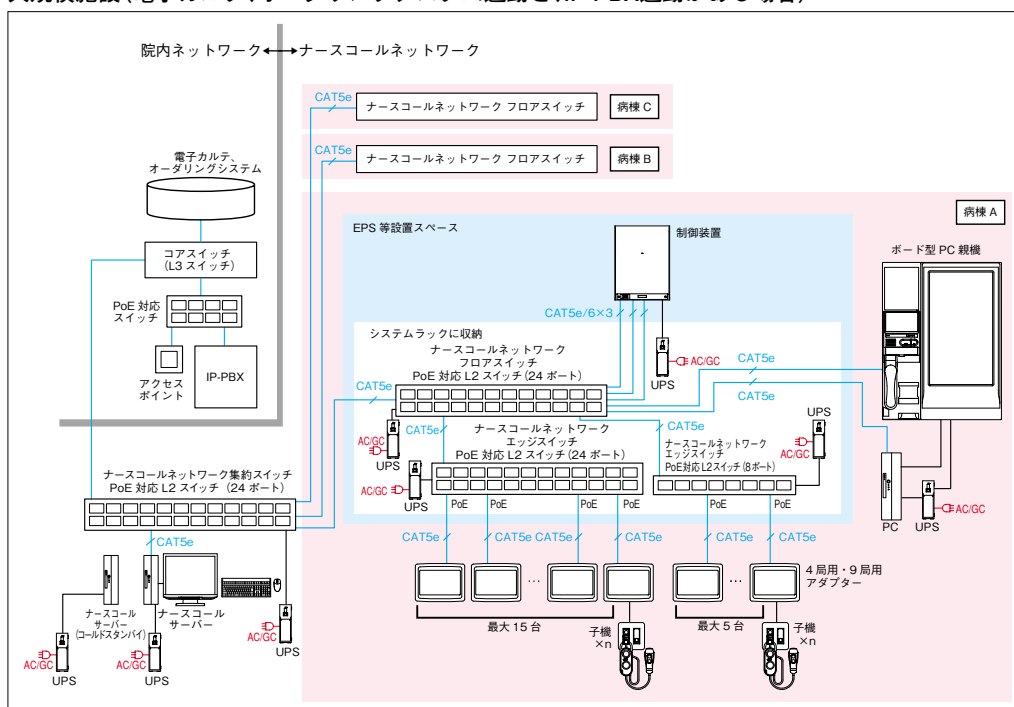 院内ネットワーク ナースコールネットワーク
CAT5e
ナースコールネットワーク フロアスイッチ
病棟 C
CAT5e
ナースコールネットワーク フロアスイッチ
病棟 B
電子カルテ、
オーダリングシステム
コアスイッチ
(L3 スイッチ)
PoE 対応
スイッチ
アクセス
ポイント
IP-PBX
病棟 A
EPS 等設置スペース
制御装置
ボード型 PC 親機
CAT5e/6×3
システムラックに収納
ナースコールネットワーク
フロアスイッチ
PoE 対応 L2 スイッチ(24 ポート)
AC/GC
UPS
CAT5e
CAT5e
CAT5e
CAT5e
CAT5e
AC/GC
UPS
ナースコールネットワーク
エッジスイッチ
PoE 対応 L2 スイッチ(24 ポート)
AC/GC
UPS
ナースコールネットワーク
エッジスイッチ
PoE対応 L2スイッチ(8ポート)
UPS
AC/GC
PoE
PoE
PoE
PoE
PoE
PoE
PC
UPS
AC/GC
ナースコールネットワーク集約スイッチ
PoE 対応 L2 スイッチ(24 ポート)
CAT5e
CAT5e
CAT5e
CAT5e
CAT5e
CAT5e
CAT5e
4局用・9局用
アダプター
…
…
最大 15 台
最大 5 台
子機
×n
子機
×n
ナースコール
サーバー
(コールドスタンバイ)
ナースコール
サーバー
AC/GC
UPS
AC/GC
UPS
AC/GC
UPS